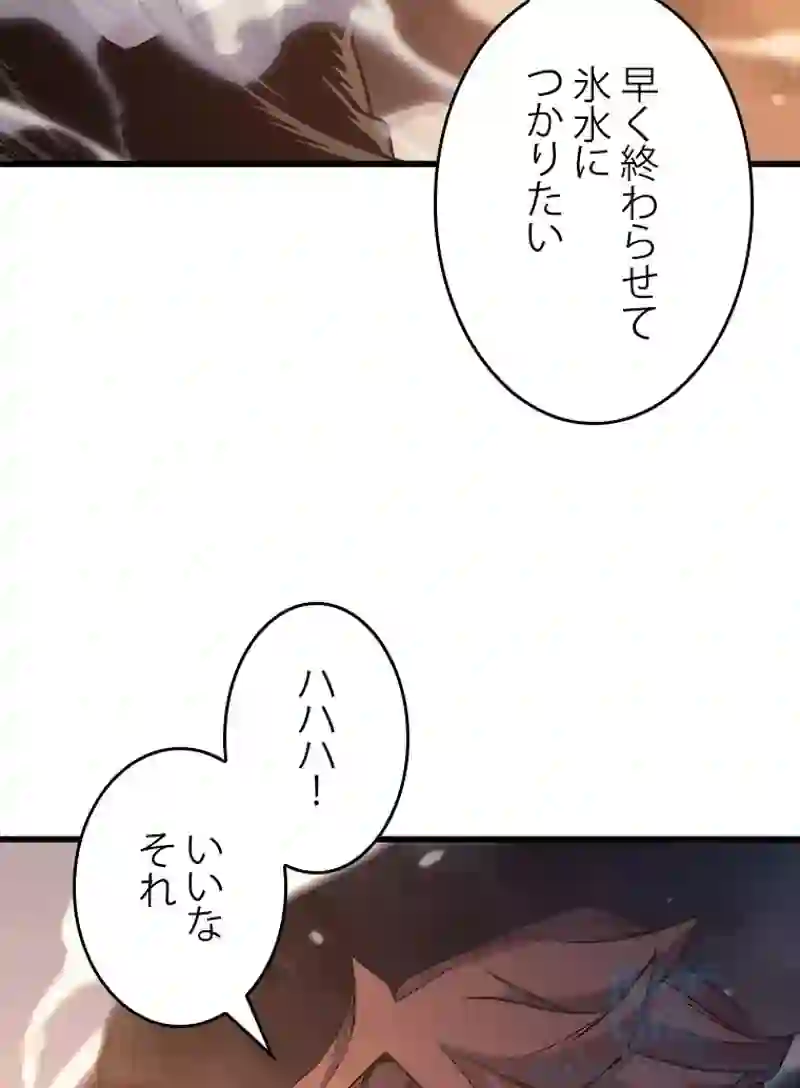 早く終わらせて
氷水に
つかりたい
ハハハ！
いいな
それ